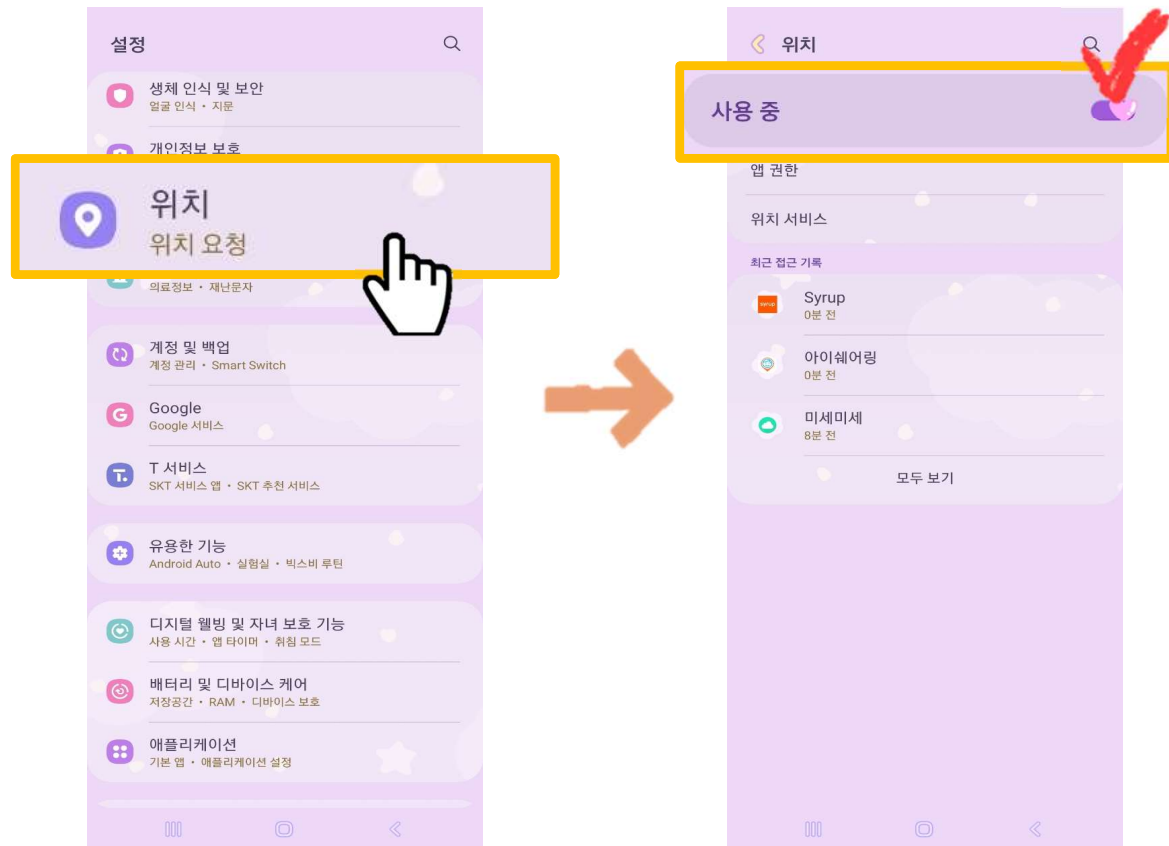 설정
생체 인식 및 보안
얼굴 인식 • 지문
개인정보 보호
위치
위치 요청
의료정보 • 재난문자
계정 및 백업
계정 관리 • Smart Switch
Google
Google 서비스
T 서비스
SKT 서비스 앱 • SKT 추천 서비스
유용한 기능
Android Auto • 실험실 • 빅스비 루틴
디지털 웰빙 및 자녀 보호 기능
사용 시간 • 앱 타이머 • 취침 모드
배터리 및 디바이스 케어
저장공간 • RAM • 디바이스 보호
애플리케이션
기본 앱 • 애플리케이션 설정
위치
사용 중
앱 권한
위치 서비스
최근 접근 기록
syrup
Syrup
0분 전
아이쉐어링
0분 전
미세미세
8분 전
모두 보기